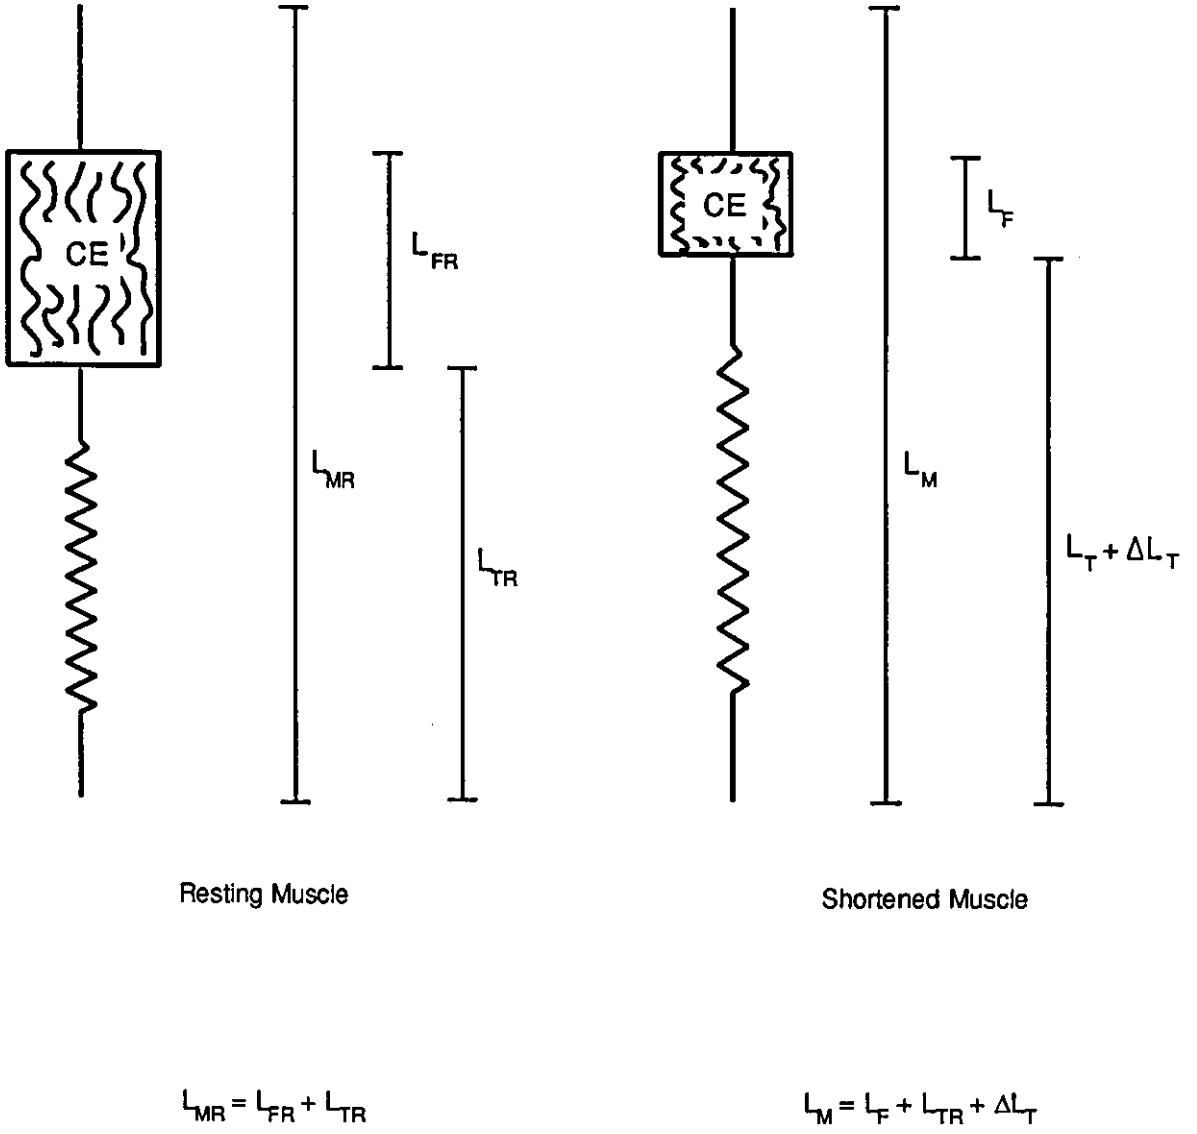 CE
L_FR
L_MR
L_TR
CE
L_F
L_M
L_T + ΔL_T
Resting Muscle
Shortened Muscle
L_MR = L_FR + L_TR
L_M = L_F + L_TR + ΔL_T